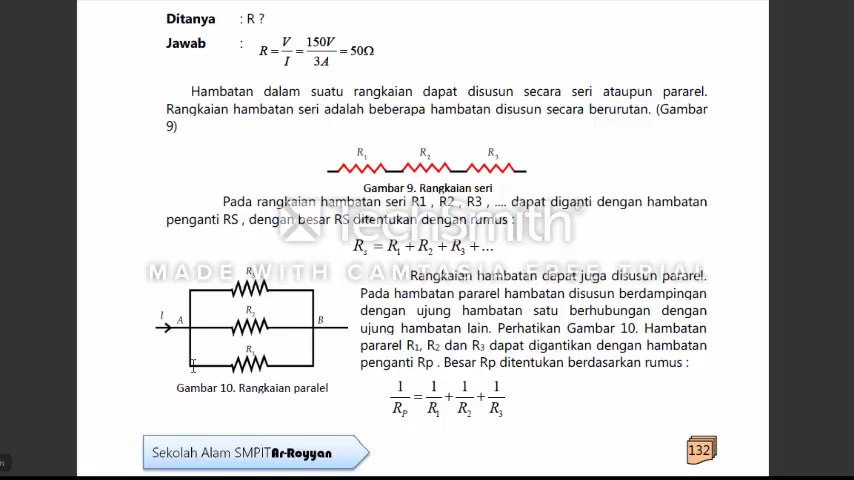 Ditanya : R ?
Jawab : R = V/I = 150V/3A = 50Ω
Hambatan dalam suatu rangkaian dapat disusun secara seri ataupun pararel.
Rangkaian hambatan seri adalah beberapa hambatan disusun secara berurutan. (Gambar
9)
R1 R2 R3
Gambar 9. Rangkaian seri
Pada rangkaian hambatan seri R1 , R2 , R3 , .... dapat diganti dengan hambatan
penganti RS , dengan besar RS ditentukan dengan rumus :
TechSmith
Rs = R1 + R2 + R3 + ...
MADE WITH CAMTASIA FREE TRIAL
Rangkaian hambatan dapat juga disusun pararel.
Pada hambatan pararel hambatan disusun berdampingan
dengan ujung hambatan satu berhubungan dengan
ujung hambatan lain. Perhatikan Gambar 10. Hambatan
pararel R1, R2 dan R3 dapat digantikan dengan hambatan
penganti Rp . Besar Rp ditentukan berdasarkan rumus :
R3
I A R2 B
Gambar 10. Rangkaian paralel
1/RP = 1/R1 + 1/R2 + 1/R3
Sekolah Alam SMPITAr-Royyan
132